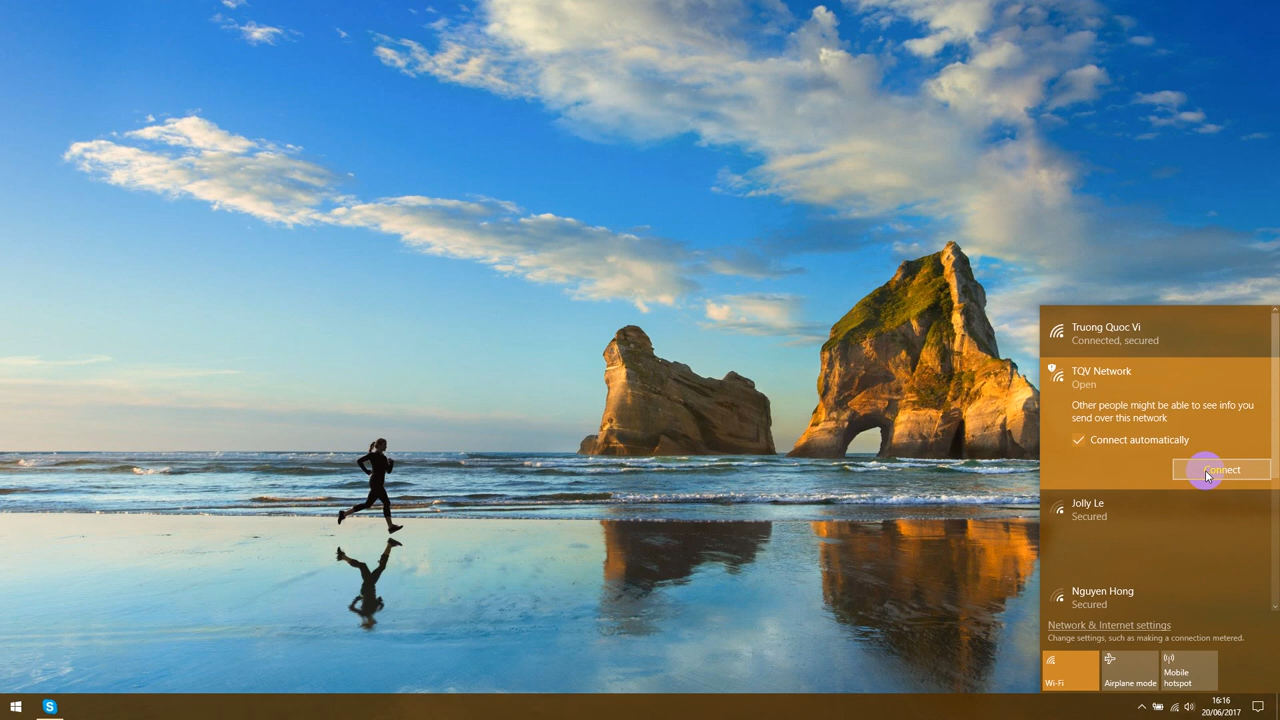 Truong Quoc Vi
Connected, secured
TQV Network
Open
Other people might be able to see info you
send over this network
Connect automatically
Connect
Jolly Le
Secured
Nguyen Hong
Secured
Network & Internet settings
Change settings, such as making a connection metered.
Wi-Fi
Airplane mode
Mobile
hotspot
S
16:16
20/06/2017